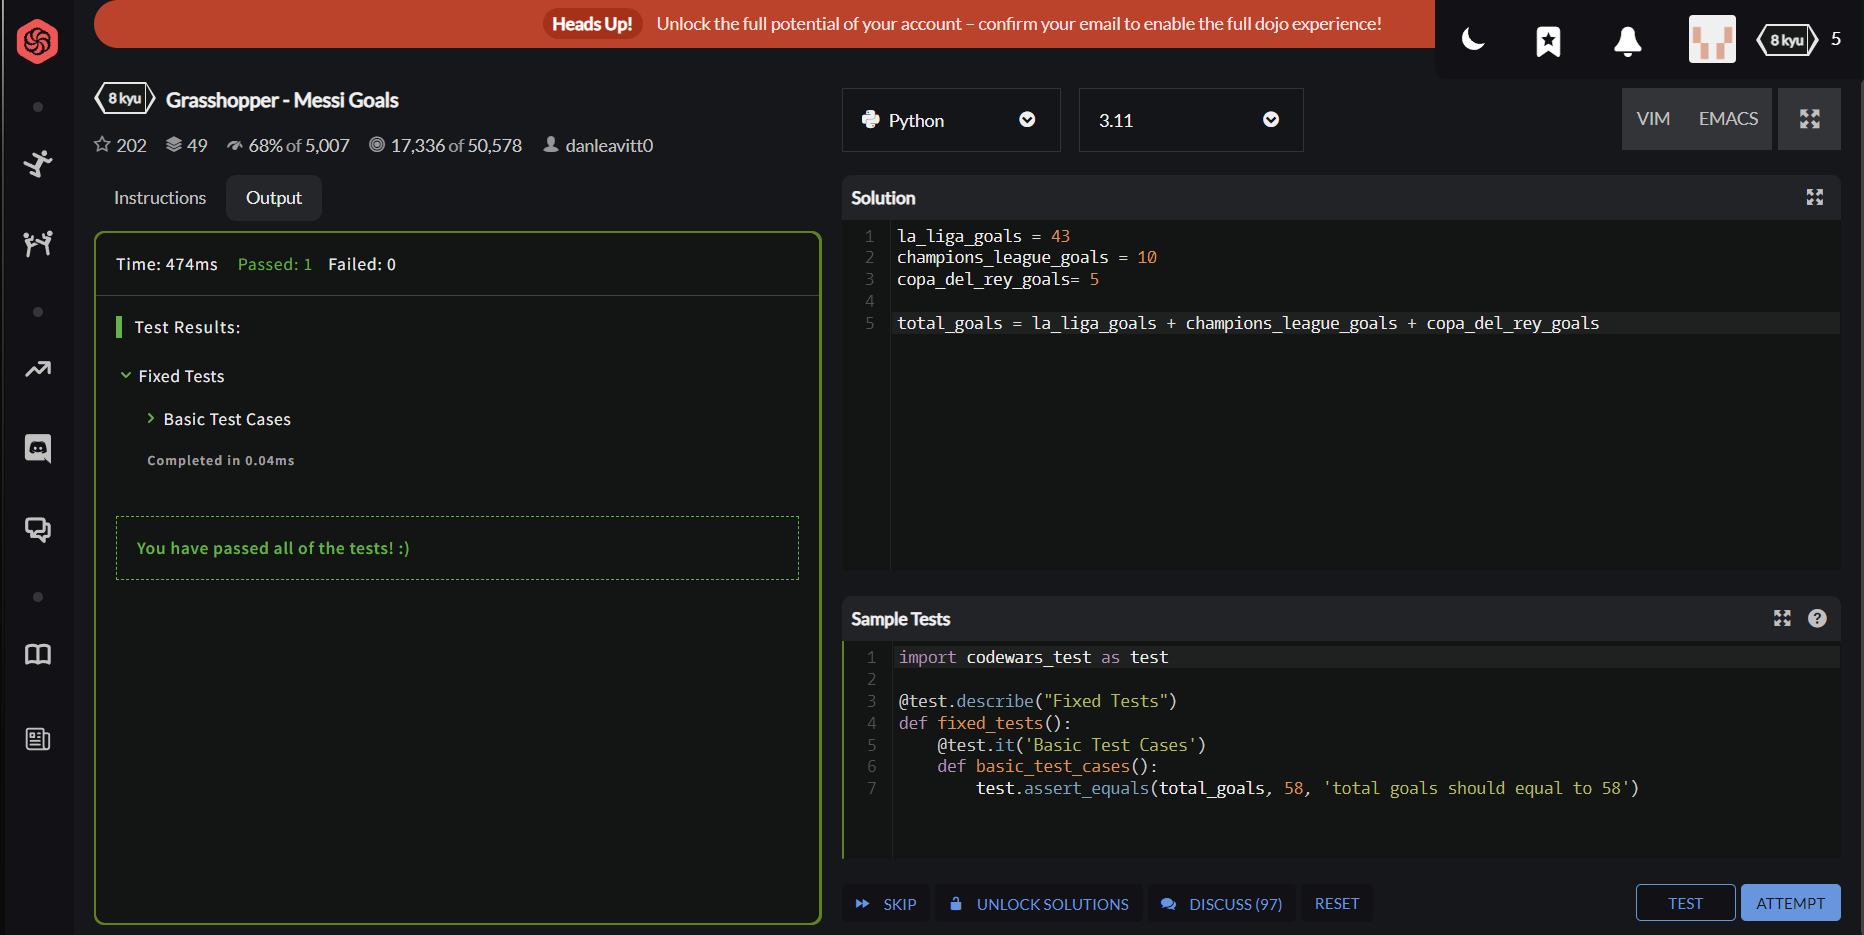 Heads Up! Unlock the full potential of your account – confirm your email to enable the full dojo experience!
8 kyu 5
8 kyu Grasshopper - Messi Goals
202 49 68% of 5,007 17,336 of 50,578 danleavitt0
Instructions Output
Time: 474ms Passed: 1 Failed: 0
Test Results:
Fixed Tests
Basic Test Cases
Completed in 0.04ms
You have passed all of the tests! :)
Python 3.11 VIM EMACS
Solution
1 la_liga_goals = 43
2 champions_league_goals = 10
3 copa_del_rey_goals= 5
4
5 total_goals = la_liga_goals + champions_league_goals + copa_del_rey_goals
Sample Tests ?
1 import codewars_test as test
2
3 @test.describe("Fixed Tests")
4 def fixed_tests():
5     @test.it('Basic Test Cases')
6     def basic_test_cases():
7         test.assert_equals(total_goals, 58, 'total goals should equal to 58')
SKIP UNLOCK SOLUTIONS DISCUSS (97) RESET TEST ATTEMPT